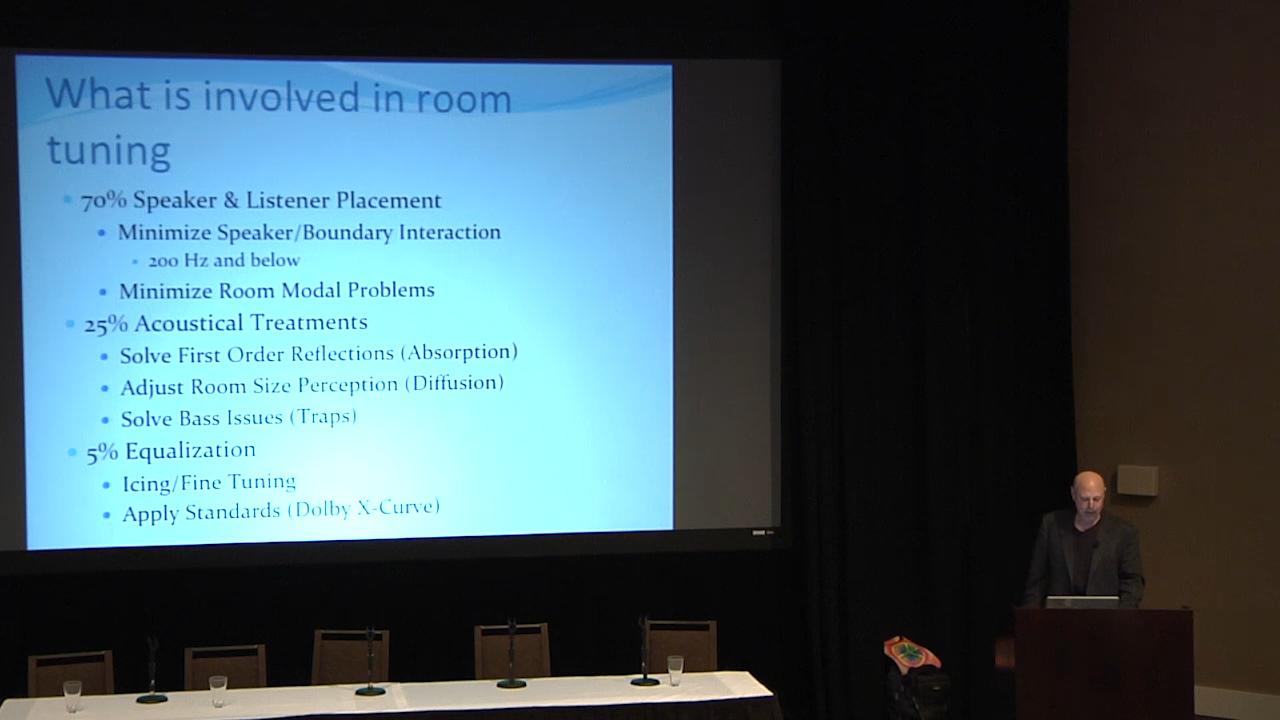 What is involved in room
tuning
70% Speaker & Listener Placement
Minimize Speaker/Boundary Interaction
200 Hz and below
Minimize Room Modal Problems
25% Acoustical Treatments
Solve First Order Reflections (Absorption)
Adjust Room Size Perception (Diffusion)
Solve Bass Issues (Traps)
5% Equalization
Icing/Fine Tuning
Apply Standards (Dolby X-Curve)